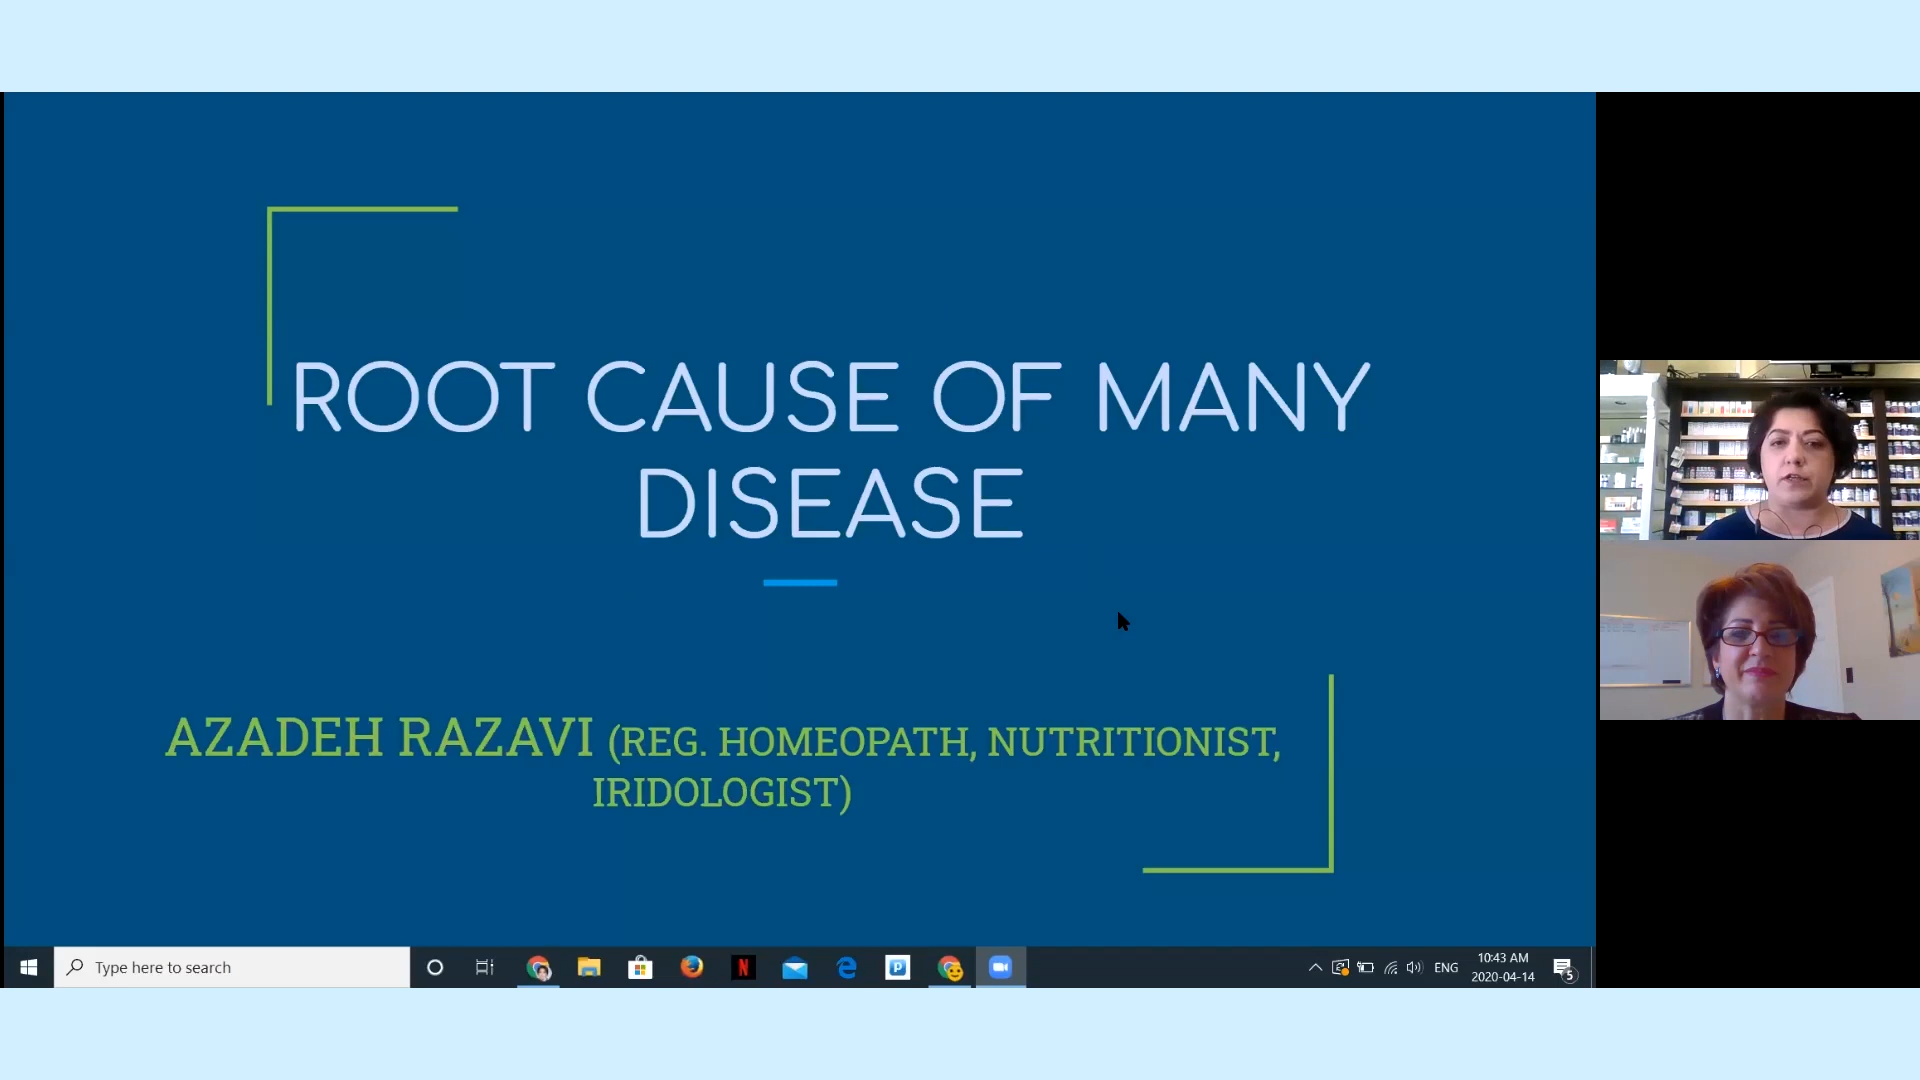 ROOT CAUSE OF MANY
DISEASE
AZADEH RAZAVI (REG. HOMEOPATH, NUTRITIONIST,
IRIDOLOGIST)
Type here to search
ENG
10:43 AM
2020-04-14
5